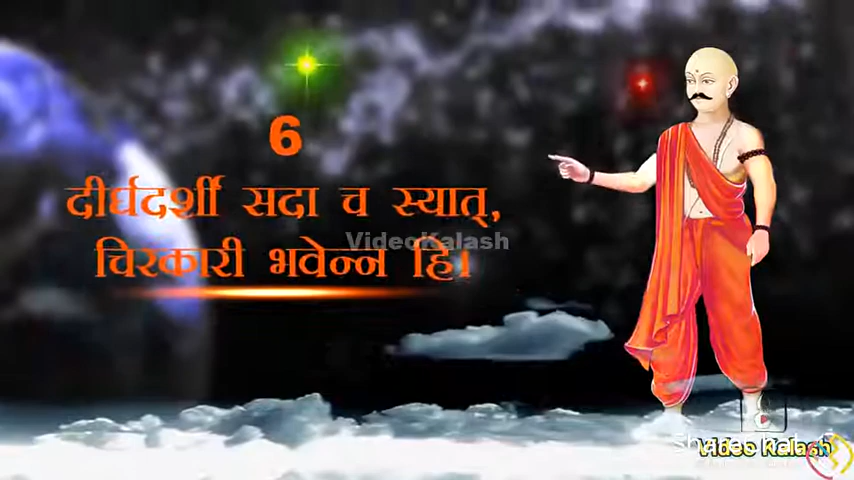 6
दीर्घदर्शी सदा च स्यात्,
VideoKalash
चिरकारी भवेन्न हि।
Video Kalash